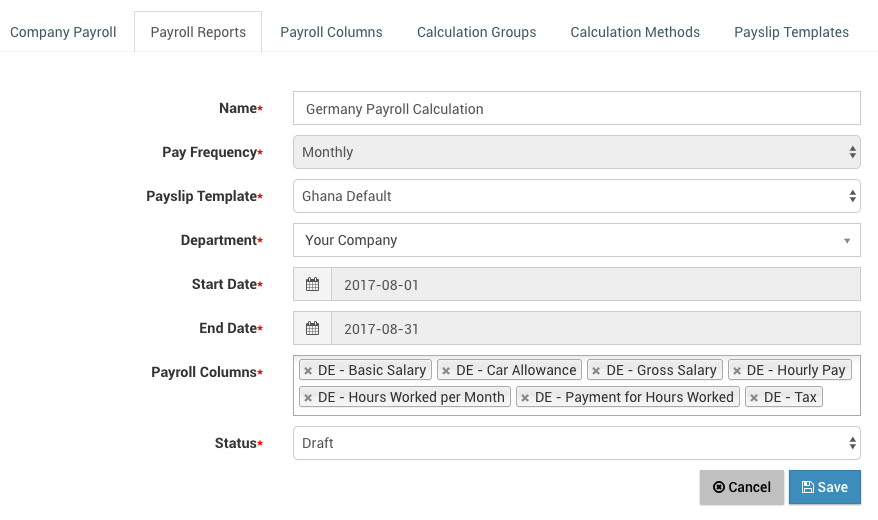 Company Payroll Payroll Reports Payroll Columns Calculation Groups Calculation Methods Payslip Templates
Name* Germany Payroll Calculation
Pay Frequency* Monthly
Payslip Template* Ghana Default
Department* Your Company
Start Date* 2017-08-01
End Date* 2017-08-31
Payroll Columns* × DE - Basic Salary × DE - Car Allowance × DE - Gross Salary × DE - Hourly Pay
× DE - Hours Worked per Month × DE - Payment for Hours Worked × DE - Tax
Status* Draft
Cancel Save